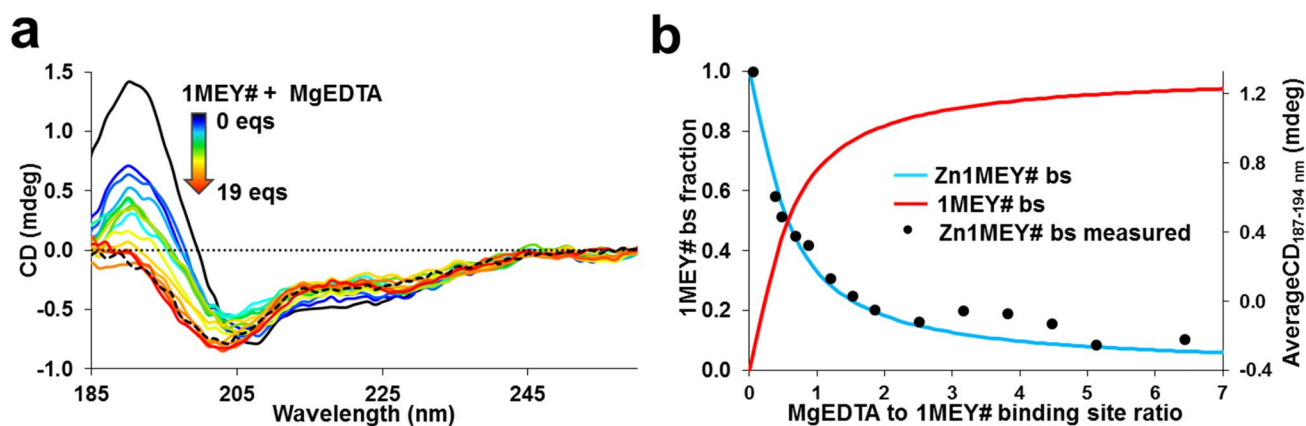 a
1.5
1.0
0.5
0.0
-0.5
-1.0
CD (mdeg)
1MEY# + MgEDTA
0 eqs
19 eqs
185
205
225
245
Wavelength (nm)
b
1.0
0.8
0.6
0.4
0.2
0.0
1MEY# bs fraction
Zn1MEY# bs
1MEY# bs
Zn1MEY# bs measured
1.2
0.8
0.4
0.0
-0.4
AverageCD187-194 nm (mdeg)
0 1 2 3 4 5 6 7
MgEDTA to 1MEY# binding site ratio